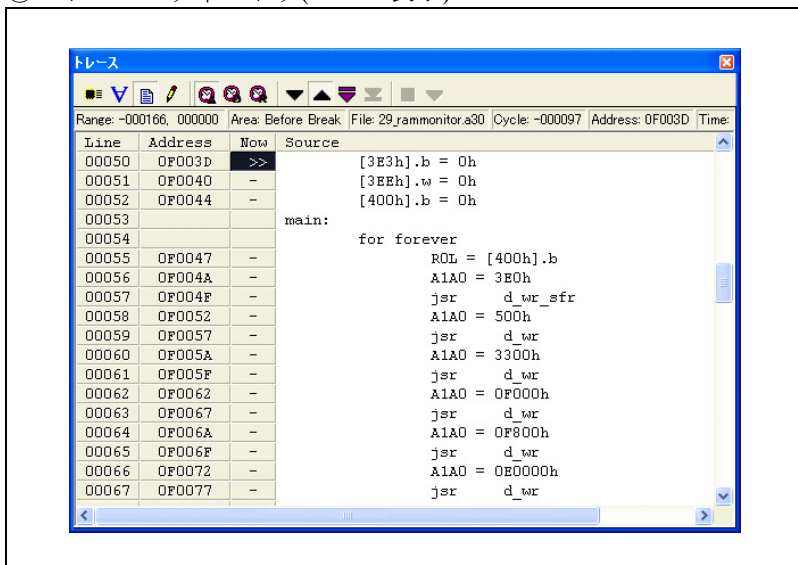 トレース
Range: -000166, 000000 Area: Before Break File: 29_rammonitor.a30 Cycle: -000097 Address: 0F003D Time:
Line Address Now Source
00050 0F003D >> [3E3h].b = 0h
00051 0F0040 - [3EEh].w = 0h
00052 0F0044 - [400h].b = 0h
00053 main:
00054 for forever
00055 0F0047 - R0L = [400h].b
00056 0F004A - A1A0 = 3E0h
00057 0F004F - jsr d_wr_sfr
00058 0F0052 - A1A0 = 500h
00059 0F0057 - jsr d_wr
00060 0F005A - A1A0 = 3300h
00061 0F005F - jsr d_wr
00062 0F0062 - A1A0 = 0F000h
00063 0F0067 - jsr d_wr
00064 0F006A - A1A0 = 0F800h
00065 0F006F - jsr d_wr
00066 0F0072 - A1A0 = 0E0000h
00067 0F0077 - jsr d_wr